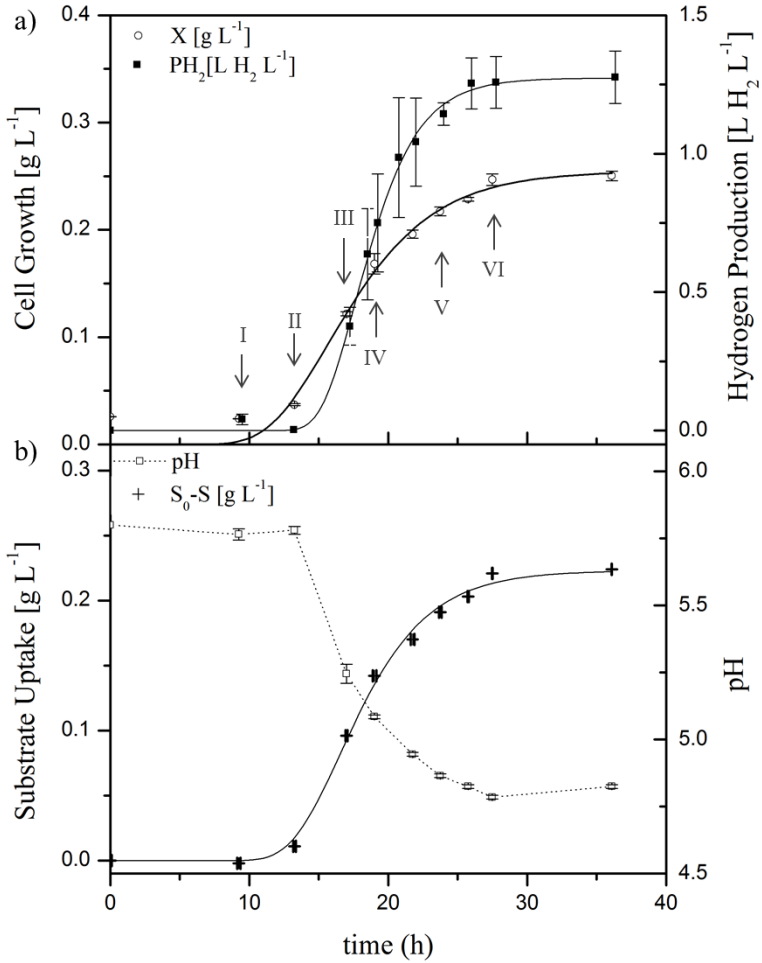 a)
0.4
0.3
0.2
0.1
0.0
Cell Growth [g L⁻¹]
X [g L⁻¹]
PH₂[L H₂ L⁻¹]
I
II
III
IV
V
VI
1.5
1.0
0.5
0.0
Hydrogen Production [L H₂ L⁻¹]
b)
0.3
0.2
0.1
0.0
Substrate Uptake [g L⁻¹]
pH
S₀-S [g L⁻¹]
6.0
5.5
5.0
4.5
pH
0
10
20
30
40
time (h)